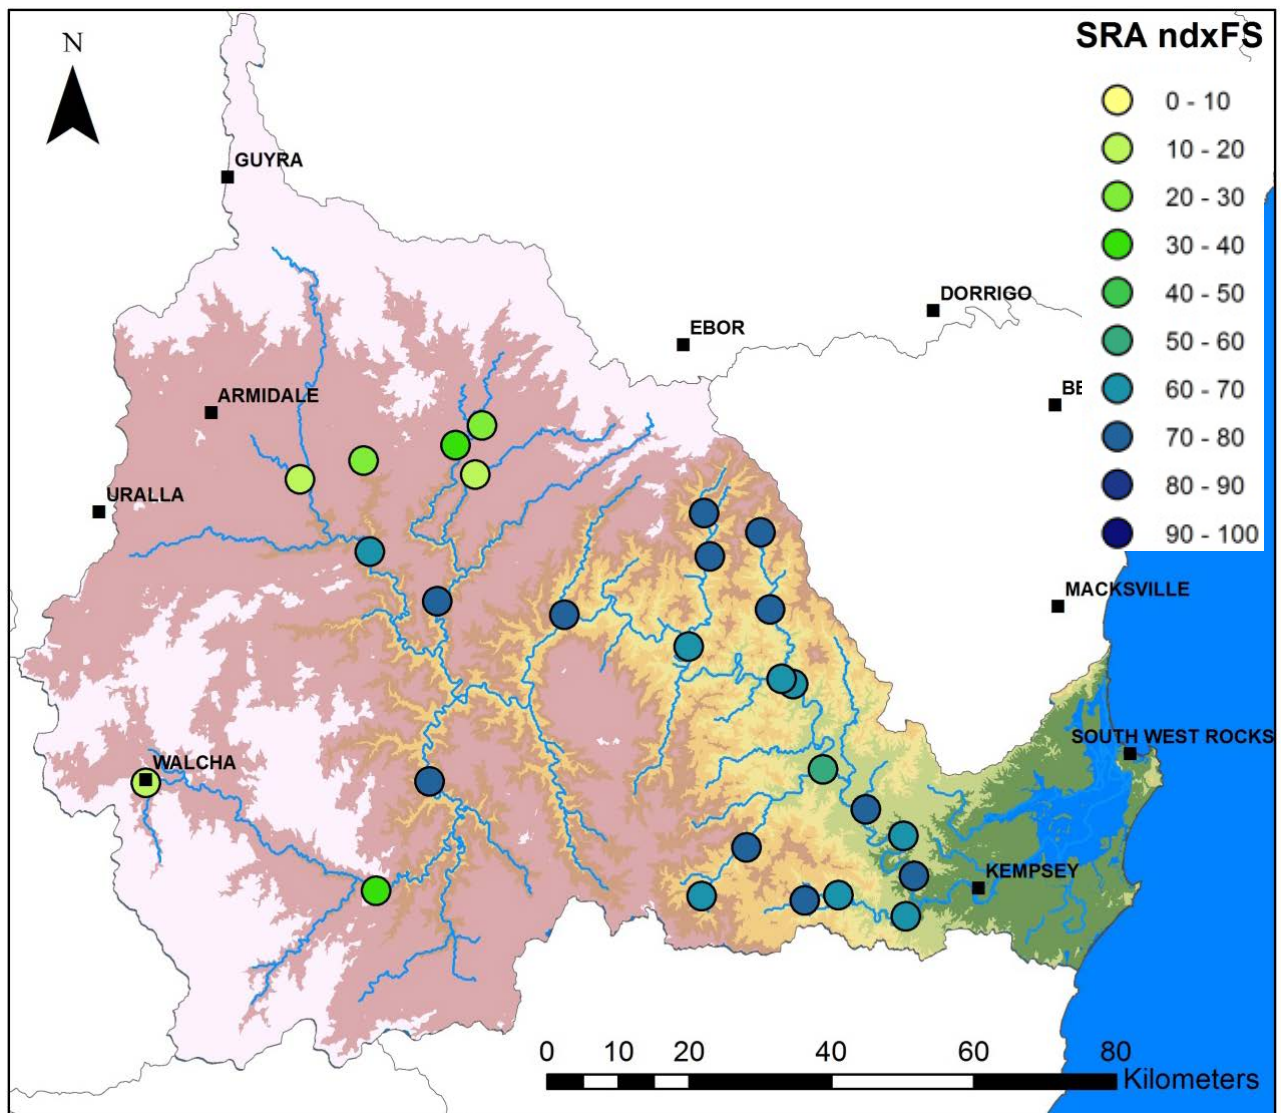 SRA ndxFS
N
0 - 10
10 - 20
20 - 30
30 - 40
40 - 50
50 - 60
60 - 70
70 - 80
80 - 90
90 - 100
GUYRA
DORRIGO
EBOR
BE
ARMIDALE
URALLA
MACKSVILLE
SOUTH WEST ROCKS
WALCHA
KEMPSEY
0 10 20 40 60 80
Kilometers